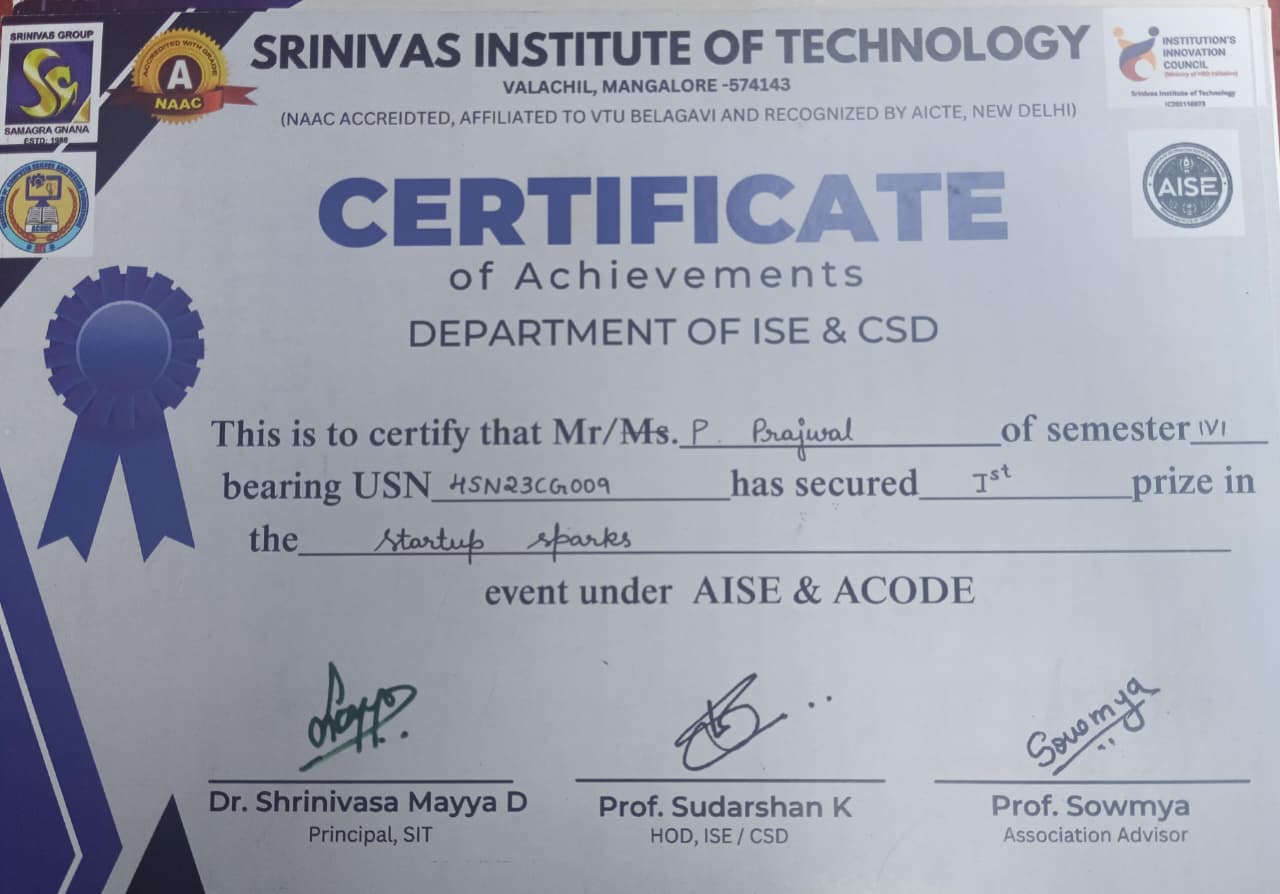 SRINIVAS GROUP
SAMAGRA GNANA
ESTD: 1988
ACCREDITED WITH GRADE
A
NAAC
SRINIVAS INSTITUTE OF TECHNOLOGY
VALACHIL, MANGALORE -574143
(NAAC ACCREIDTED, AFFILIATED TO VTU BELAGAVI AND RECOGNIZED BY AICTE, NEW DELHI)
INSTITUTION'S
INNOVATION
COUNCIL
(Ministry of HRD Initiative)
Srinivas Institute of Technology
ACODE
AISE
CERTIFICATE
of Achievements
DEPARTMENT OF ISE & CSD
This is to certify that Mr/Ms. P. Prajwal of semester IVI
bearing USN 4SN23CG009 has secured Ist prize in
the Startup sparks
event under AISE & ACODE
Sowmya
Dr. Shrinivasa Mayya D Prof. Sudarshan K Prof. Sowmya
Principal, SIT HOD, ISE / CSD Association Advisor